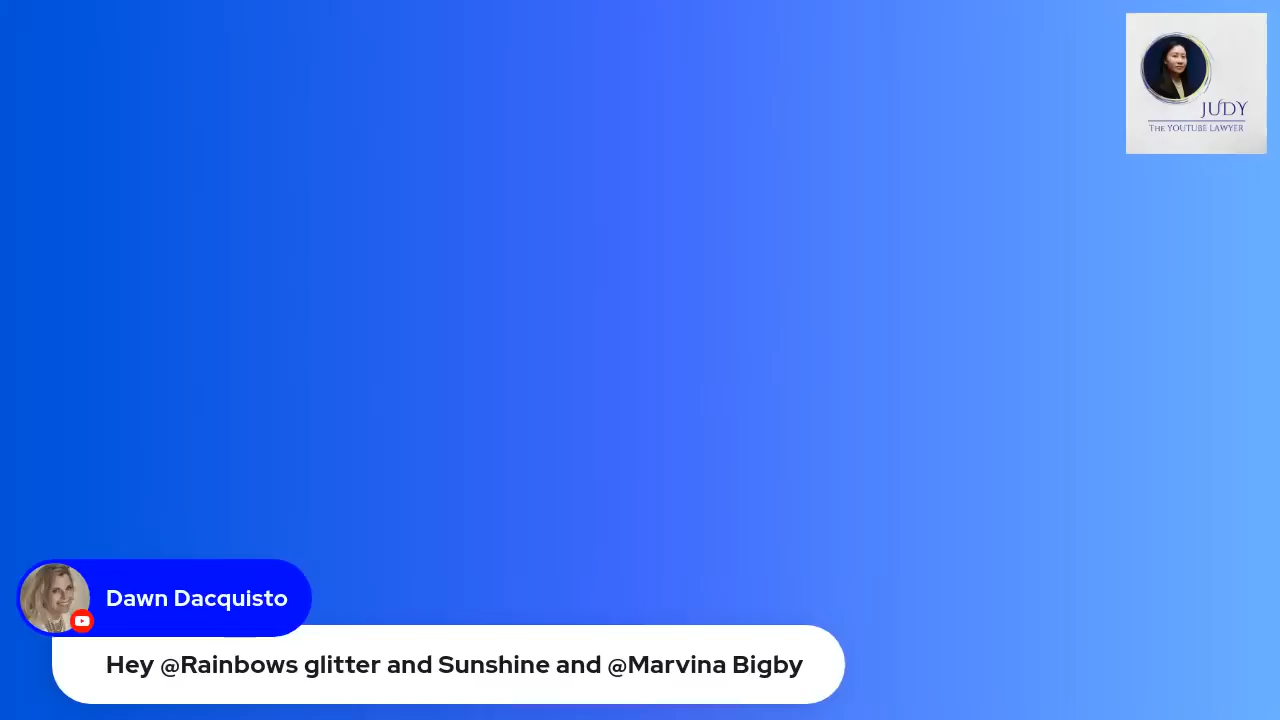 JUDY
THE YOUTUBE LAWYER
Dawn Dacquisto
Hey @Rainbows glitter and Sunshine and @Marvina Bigby